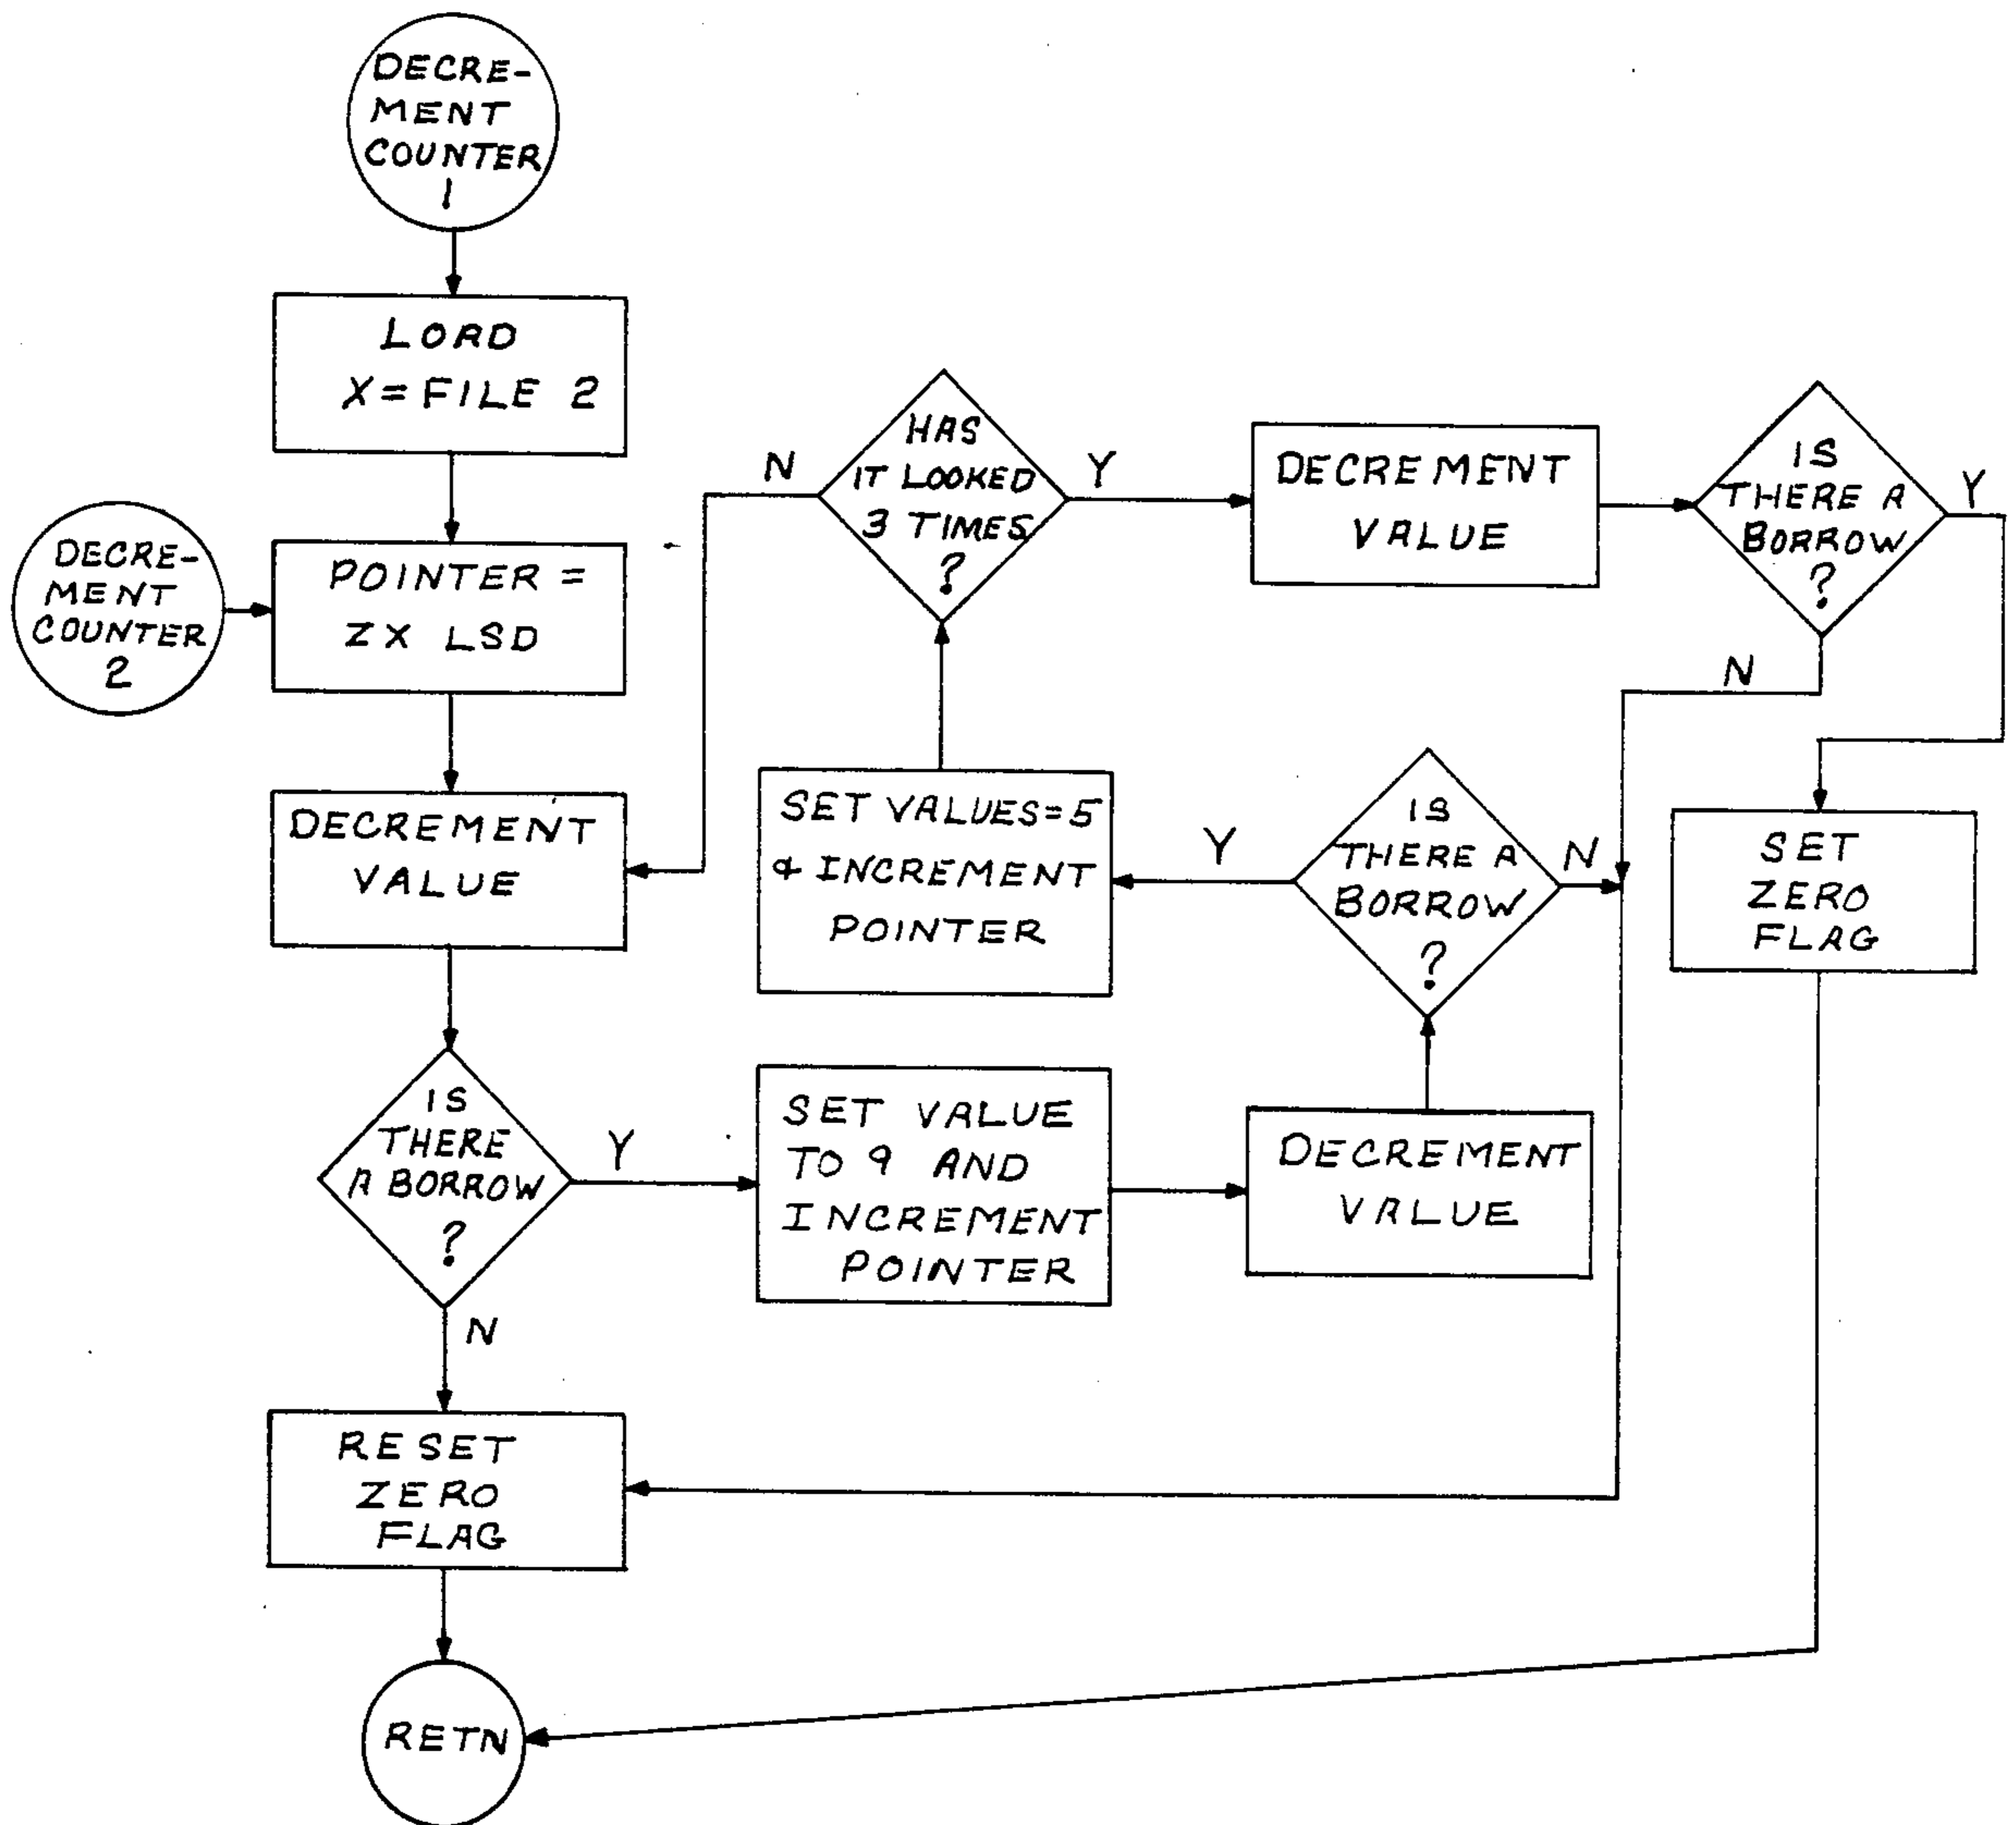 DECRE-
MENT
COUNTER
1
LOAD
X = FILE 2
DECRE-
MENT
COUNTER
2
POINTER =
ZX LSD
DECREMENT
VALUE
IS
THERE
A BORROW
?
Y
N
SET VALUE
TO 9 AND
INCREMENT
POINTER
DECREMENT
VALUE
IS
THERE A
BORROW
?
Y
N
SET VALUES = 5
& INCREMENT
POINTER
HAS
IT LOOKED
3 TIMES
?
N
Y
DECREMENT
VALUE
IS
THERE A
BORROW
?
Y
N
SET
ZERO
FLAG
RESET
ZERO
FLAG
RETN